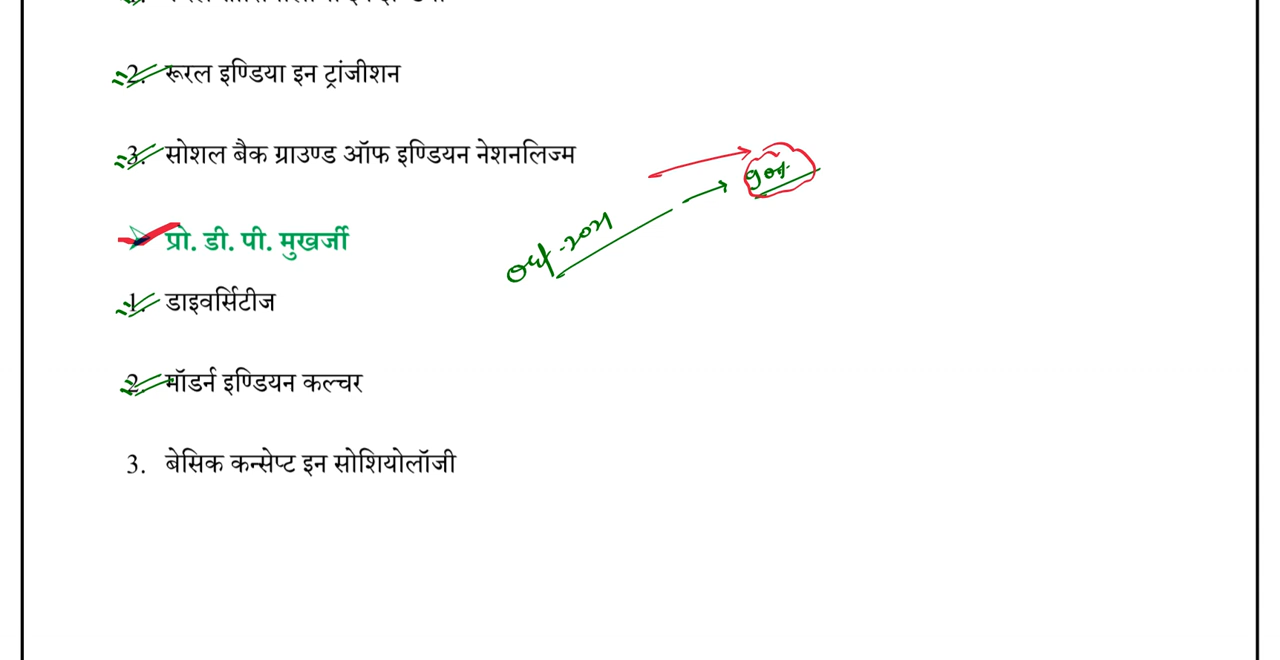 2. रूरल इण्डिया इन ट्रांजीशन
3. सोशल बैक ग्राउण्ड ऑफ इण्डियन नेशनलिज्म
प्रो. डी. पी. मुखर्जी
1. डाइवर्सिटीज
2. मॉडर्न इण्डियन कल्चर
3. बेसिक कन्सेप्ट इन सोशियोलॉजी